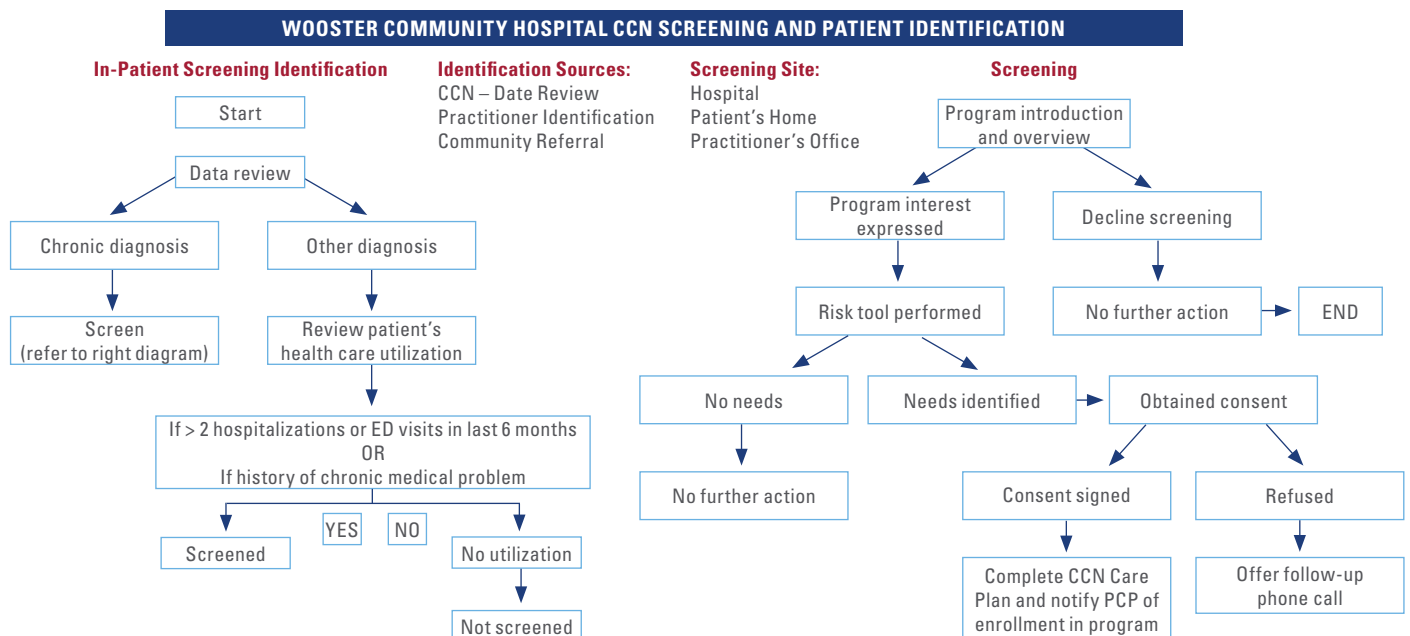 WOOSTER COMMUNITY HOSPITAL CCN SCREENING AND PATIENT IDENTIFICATION
In-Patient Screening Identification
Start
Data review
Chronic diagnosis
Other diagnosis
Screen
(refer to right diagram)
Review patient's
health care utilization
If > 2 hospitalizations or ED visits in last 6 months
OR
If history of chronic medical problem
YES
NO
Screened
No utilization
Not screened
Identification Sources:
CCN – Date Review
Practitioner Identification
Community Referral
Screening Site:
Hospital
Patient's Home
Practitioner's Office
Screening
Program introduction
and overview
Program interest
expressed
Decline screening
Risk tool performed
No further action
END
No needs
Needs identified
Obtained consent
No further action
Consent signed
Refused
Complete CCN Care
Plan and notify PCP of
enrollment in program
Offer follow-up
phone call